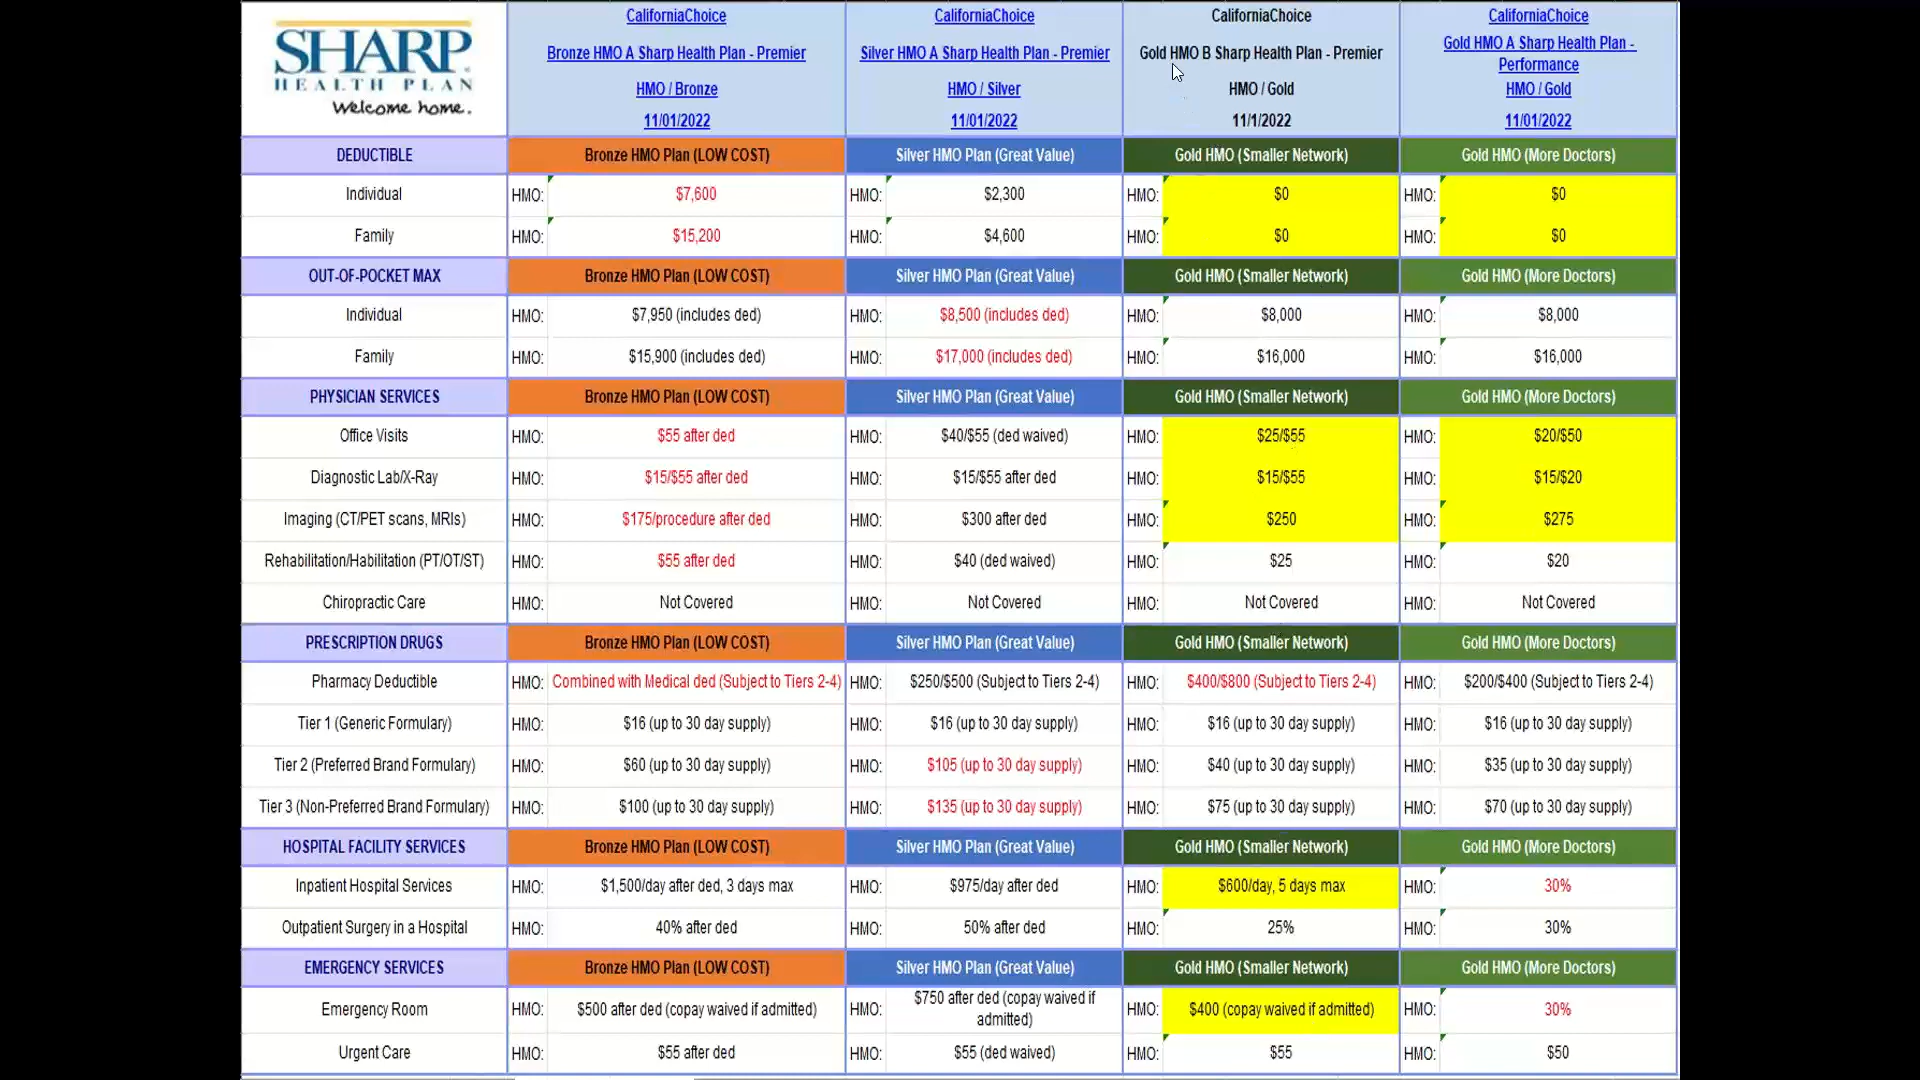 SHARP
HEALTH PLAN
Welcome home.
CaliforniaChoice
Bronze HMO A Sharp Health Plan - Premier
HMO / Bronze
11/01/2022
CaliforniaChoice
Silver HMO A Sharp Health Plan - Premier
HMO / Silver
11/01/2022
CaliforniaChoice
Gold HMO B Sharp Health Plan - Premier
HMO / Gold
11/1/2022
CaliforniaChoice
Gold HMO A Sharp Health Plan -
Performance
HMO / Gold
11/01/2022
DEDUCTIBLE Bronze HMO Plan (LOW COST) Silver HMO Plan (Great Value) Gold HMO (Smaller Network) Gold HMO (More Doctors)
Individual HMO: $7,600 HMO: $2,300 HMO: $0 HMO: $0
Family HMO: $15,200 HMO: $4,600 HMO: $0 HMO: $0
OUT-OF-POCKET MAX Bronze HMO Plan (LOW COST) Silver HMO Plan (Great Value) Gold HMO (Smaller Network) Gold HMO (More Doctors)
Individual HMO: $7,950 (includes ded) HMO: $8,500 (includes ded) HMO: $8,000 HMO: $8,000
Family HMO: $15,900 (includes ded) HMO: $17,000 (includes ded) HMO: $16,000 HMO: $16,000
PHYSICIAN SERVICES Bronze HMO Plan (LOW COST) Silver HMO Plan (Great Value) Gold HMO (Smaller Network) Gold HMO (More Doctors)
Office Visits HMO: $55 after ded HMO: $40/$55 (ded waived) HMO: $25/$55 HMO: $20/$50
Diagnostic Lab/X-Ray HMO: $15/$55 after ded HMO: $15/$55 after ded HMO: $15/$55 HMO: $15/$20
Imaging (CT/PET scans, MRIs) HMO: $175/procedure after ded HMO: $300 after ded HMO: $250 HMO: $275
Rehabilitation/Habilitation (PT/OT/ST) HMO: $55 after ded HMO: $40 (ded waived) HMO: $25 HMO: $20
Chiropractic Care HMO: Not Covered HMO: Not Covered HMO: Not Covered HMO: Not Covered
PRESCRIPTION DRUGS Bronze HMO Plan (LOW COST) Silver HMO Plan (Great Value) Gold HMO (Smaller Network) Gold HMO (More Doctors)
Pharmacy Deductible HMO: Combined with Medical ded (Subject to Tiers 2-4) HMO: $250/$500 (Subject to Tiers 2-4) HMO: $400/$800 (Subject to Tiers 2-4) HMO: $200/$400 (Subject to Tiers 2-4)
Tier 1 (Generic Formulary) HMO: $16 (up to 30 day supply) HMO: $16 (up to 30 day supply) HMO: $16 (up to 30 day supply) HMO: $16 (up to 30 day supply)
Tier 2 (Preferred Brand Formulary) HMO: $60 (up to 30 day supply) HMO: $105 (up to 30 day supply) HMO: $40 (up to 30 day supply) HMO: $35 (up to 30 day supply)
Tier 3 (Non-Preferred Brand Formulary) HMO: $100 (up to 30 day supply) HMO: $135 (up to 30 day supply) HMO: $75 (up to 30 day supply) HMO: $70 (up to 30 day supply)
HOSPITAL FACILITY SERVICES Bronze HMO Plan (LOW COST) Silver HMO Plan (Great Value) Gold HMO (Smaller Network) Gold HMO (More Doctors)
Inpatient Hospital Services HMO: $1,500/day after ded, 3 days max HMO: $975/day after ded HMO: $600/day, 5 days max HMO: 30%
Outpatient Surgery in a Hospital HMO: 40% after ded HMO: 50% after ded HMO: 25% HMO: 30%
EMERGENCY SERVICES Bronze HMO Plan (LOW COST) Silver HMO Plan (Great Value) Gold HMO (Smaller Network) Gold HMO (More Doctors)
Emergency Room HMO: $500 after ded (copay waived if admitted) HMO: $750 after ded (copay waived if
admitted) HMO: $400 (copay waived if admitted) HMO: 30%
Urgent Care HMO: $55 after ded HMO: $55 (ded waived) HMO: $55 HMO: $50